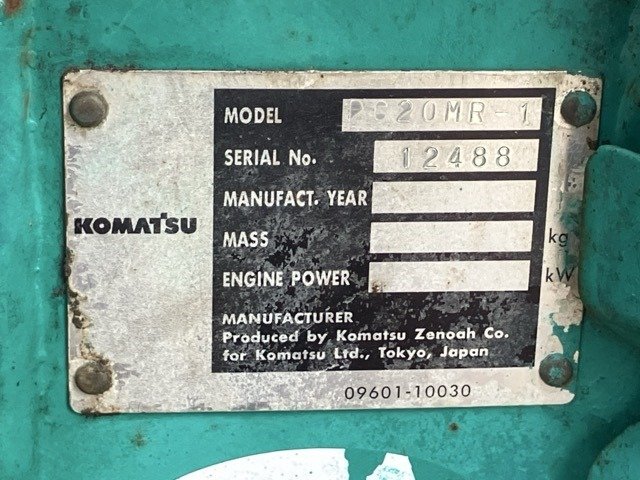 KOMATSU
MODEL PC20MR-1
SERIAL No. 12488
MANUFACT. YEAR
MASS kg
ENGINE POWER kW
MANUFACTURER
Produced by Komatsu Zenoah Co.
for Komatsu Ltd., Tokyo, Japan
09601-10030